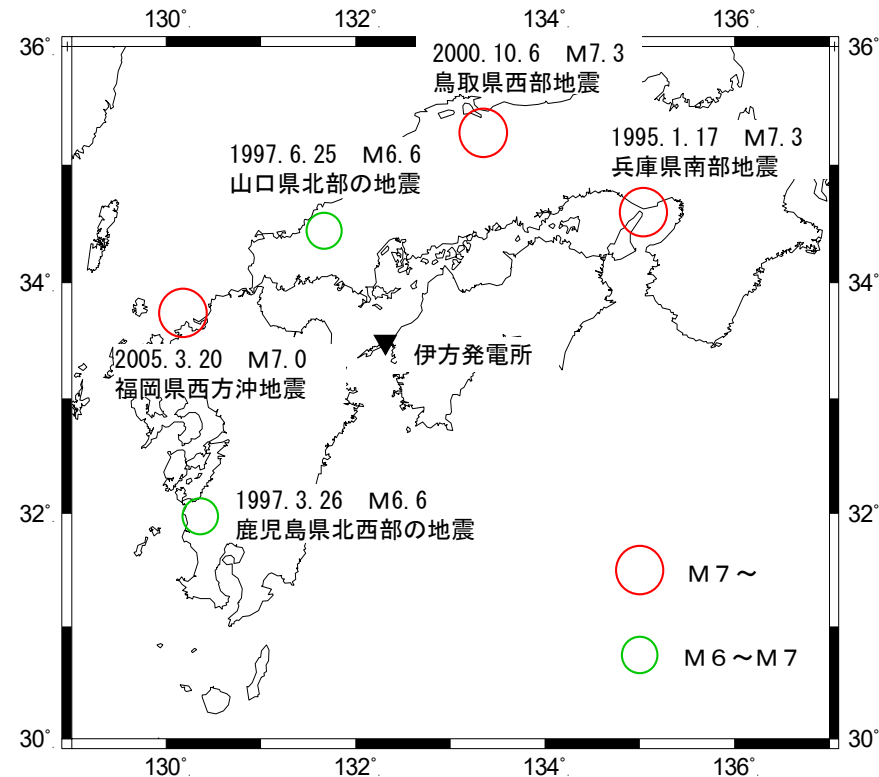 130° 132° 134° 136°
36° 36°
2000.10.6 M7.3
鳥取県西部地震
1995.1.17 M7.3
兵庫県南部地震
1997.6.25 M6.6
山口県北部の地震
34° 34°
2005.3.20 M7.0
福岡県西方沖地震
伊方発電所
32° 32°
1997.3.26 M6.6
鹿児島県北西部の地震
M7～
M6～M7
30° 30°
130° 132° 134° 136°